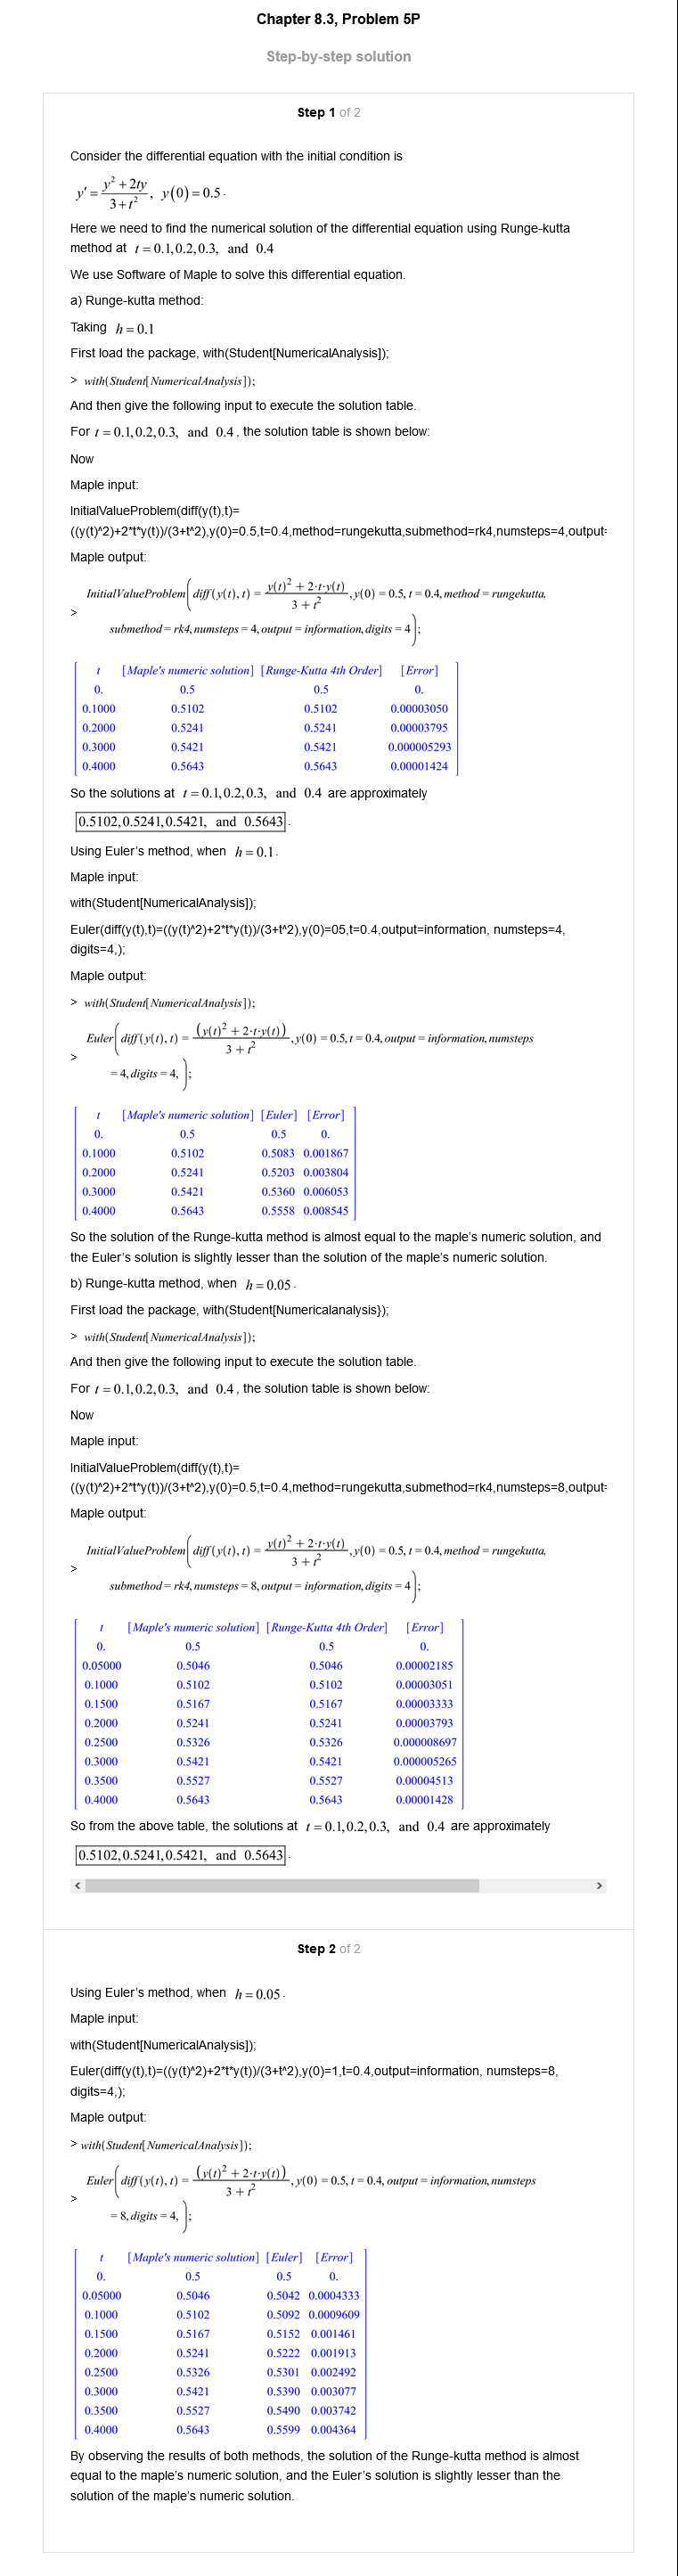 Chapter 8.3, Problem 5P
Step-by-step solution
Step 1 of 2
Consider the differential equation with the initial condition is
y′ = (y² + 2ty)/(3 + t²), y(0) = 0.5.
Here we need to find the numerical solution of the differential equation using Runge-kutta
method at t = 0.1, 0.2, 0.3, and 0.4
We use Software of Maple to solve this differential equation.
a) Runge-kutta method:
Taking h = 0.1
First load the package, with(Student[NumericalAnalysis]);
> with(Student[NumericalAnalysis]);
And then give the following input to execute the solution table.
For t = 0.1, 0.2, 0.3, and 0.4, the solution table is shown below:
Now
Maple input:
InitialValueProblem(diff(y(t),t)=
((y(t)^2)+2*t*y(t))/(3+t^2),y(0)=0.5,t=0.4,method=rungekutta,submethod=rk4,numsteps=4,output=
Maple output:
> InitialValueProblem(diff(y(t), t) = (y(t)² + 2·t·y(t))/(3 + t²), y(0) = 0.5, t = 0.4, method = rungekutta,
submethod = rk4, numsteps = 4, output = information, digits = 4);
t [Maple's numeric solution] [Runge-Kutta 4th Order] [Error]
0. 0.5 0.5 0.
0.1000 0.5102 0.5102 0.00003050
0.2000 0.5241 0.5241 0.00003795
0.3000 0.5421 0.5421 0.000005293
0.4000 0.5643 0.5643 0.00001424
So the solutions at t = 0.1, 0.2, 0.3, and 0.4 are approximately
0.5102, 0.5241, 0.5421, and 0.5643.
Using Euler's method, when h = 0.1.
Maple input:
with(Student[NumericalAnalysis]);
Euler(diff(y(t),t)=((y(t)^2)+2*t*y(t))/(3+t^2),y(0)=05,t=0.4,output=information, numsteps=4,
digits=4,);
Maple output:
> with(Student[NumericalAnalysis]);
> Euler(diff(y(t), t) = (y(t)² + 2·t·y(t))/(3 + t²), y(0) = 0.5, t = 0.4, output = information, numsteps
= 4, digits = 4, );
t [Maple's numeric solution] [Euler] [Error]
0. 0.5 0.5 0.
0.1000 0.5102 0.5083 0.001867
0.2000 0.5241 0.5203 0.003804
0.3000 0.5421 0.5360 0.006053
0.4000 0.5643 0.5558 0.008545
So the solution of the Runge-kutta method is almost equal to the maple's numeric solution, and
the Euler's solution is slightly lesser than the solution of the maple's numeric solution.
b) Runge-kutta method, when h = 0.05.
First load the package, with(Student[Numericalanalysis});
> with(Student[NumericalAnalysis]);
And then give the following input to execute the solution table.
For t = 0.1, 0.2, 0.3, and 0.4, the solution table is shown below:
Now
Maple input:
InitialValueProblem(diff(y(t),t)=
((y(t)^2)+2*t*y(t))/(3+t^2),y(0)=0.5,t=0.4,method=rungekutta,submethod=rk4,numsteps=8,output=
Maple output:
> InitialValueProblem(diff(y(t), t) = (y(t)² + 2·t·y(t))/(3 + t²), y(0) = 0.5, t = 0.4, method = rungekutta,
submethod = rk4, numsteps = 8, output = information, digits = 4);
t [Maple's numeric solution] [Runge-Kutta 4th Order] [Error]
0. 0.5 0.5 0.
0.05000 0.5046 0.5046 0.00002185
0.1000 0.5102 0.5102 0.00003051
0.1500 0.5167 0.5167 0.00003333
0.2000 0.5241 0.5241 0.00003793
0.2500 0.5326 0.5326 0.000008697
0.3000 0.5421 0.5421 0.000005265
0.3500 0.5527 0.5527 0.00004513
0.4000 0.5643 0.5643 0.00001428
So from the above table, the solutions at t = 0.1, 0.2, 0.3, and 0.4 are approximately
0.5102, 0.5241, 0.5421, and 0.5643.
Step 2 of 2
Using Euler's method, when h = 0.05.
Maple input:
with(Student[NumericalAnalysis]);
Euler(diff(y(t),t)=((y(t)^2)+2*t*y(t))/(3+t^2),y(0)=1,t=0.4,output=information, numsteps=8,
digits=4,);
Maple output:
> with(Student[NumericalAnalysis]);
> Euler(diff(y(t), t) = (y(t)² + 2·t·y(t))/(3 + t²), y(0) = 0.5, t = 0.4, output = information, numsteps
= 8, digits = 4, );
t [Maple's numeric solution] [Euler] [Error]
0. 0.5 0.5 0.
0.05000 0.5046 0.5042 0.0004333
0.1000 0.5102 0.5092 0.0009609
0.1500 0.5167 0.5152 0.001461
0.2000 0.5241 0.5222 0.001913
0.2500 0.5326 0.5301 0.002492
0.3000 0.5421 0.5390 0.003077
0.3500 0.5527 0.5490 0.003742
0.4000 0.5643 0.5599 0.004364
By observing the results of both methods, the solution of the Runge-kutta method is almost
equal to the maple's numeric solution, and the Euler's solution is slightly lesser than the
solution of the maple's numeric solution.